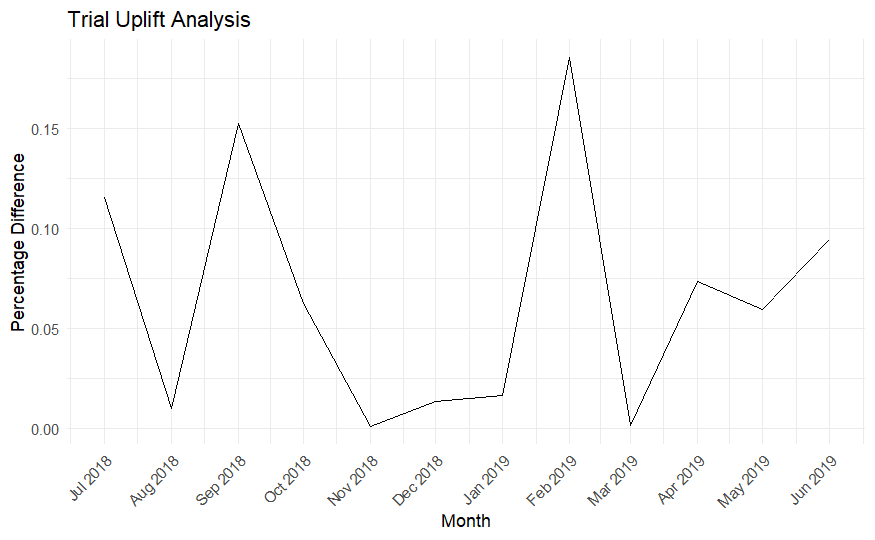 Trial Uplift Analysis
Percentage Difference
0.15
0.10
0.05
0.00
Jul 2018
Aug 2018
Sep 2018
Oct 2018
Nov 2018
Dec 2018
Jan 2019
Feb 2019
Mar 2019
Apr 2019
May 2019
Jun 2019
Month